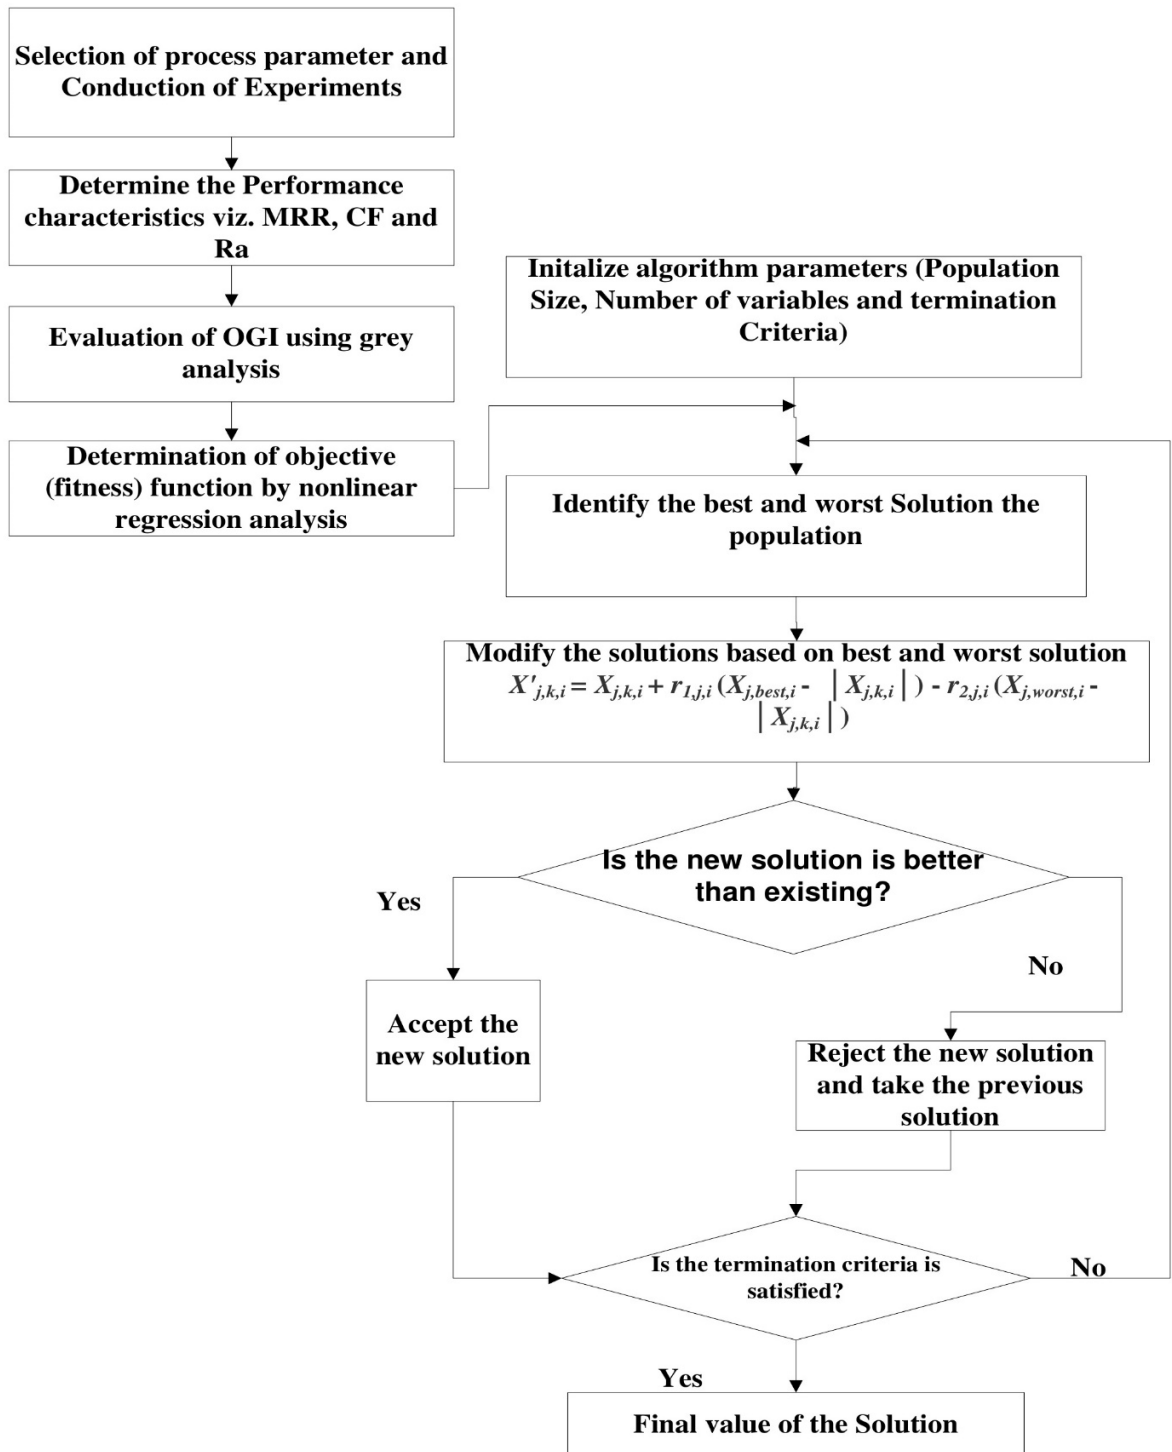 Selection of process parameter and
Conduction of Experiments
Determine the Performance
characteristics viz. MRR, CF and
Ra
Evaluation of OGI using grey
analysis
Determination of objective
(fitness) function by nonlinear
regression analysis
Initalize algorithm parameters (Population
Size, Number of variables and termination
Criteria)
Identify the best and worst Solution the
population
Modify the solutions based on best and worst solution
X'j,k,i = Xj,k,i + r1,j,i (Xj,best,i - |Xj,k,i|) - r2,j,i (Xj,worst,i -
|Xj,k,i|)
Is the new solution is better
than existing?
Yes
No
Accept the
new solution
Reject the new solution
and take the previous
solution
Is the termination criteria is
satisfied?
No
Yes
Final value of the Solution